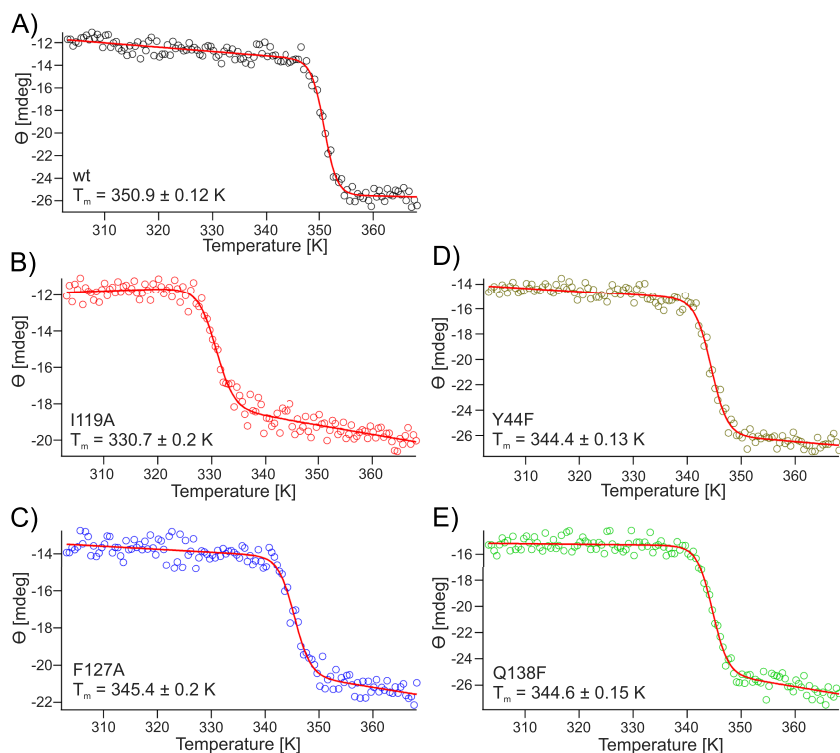 A)
-12
-14
-16
-18
-20
-22
-24
-26
Θ [mdeg]
wt
Tm = 350.9 ± 0.12 K
310 320 330 340 350 360
Temperature [K]
B)
-12
-14
-16
-18
-20
Θ [mdeg]
I119A
Tm = 330.7 ± 0.2 K
310 320 330 340 350 360
Temperature [K]
D)
-14
-16
-18
-20
-22
-24
-26
Θ [mdeg]
Y44F
Tm = 344.4 ± 0.13 K
310 320 330 340 350 360
Temperature [K]
C)
-14
-16
-18
-20
-22
Θ [mdeg]
F127A
Tm = 345.4 ± 0.2 K
310 320 330 340 350 360
Temperature [K]
E)
-16
-18
-20
-22
-24
-26
Θ [mdeg]
Q138F
Tm = 344.6 ± 0.15 K
310 320 330 340 350 360
Temperature [K]